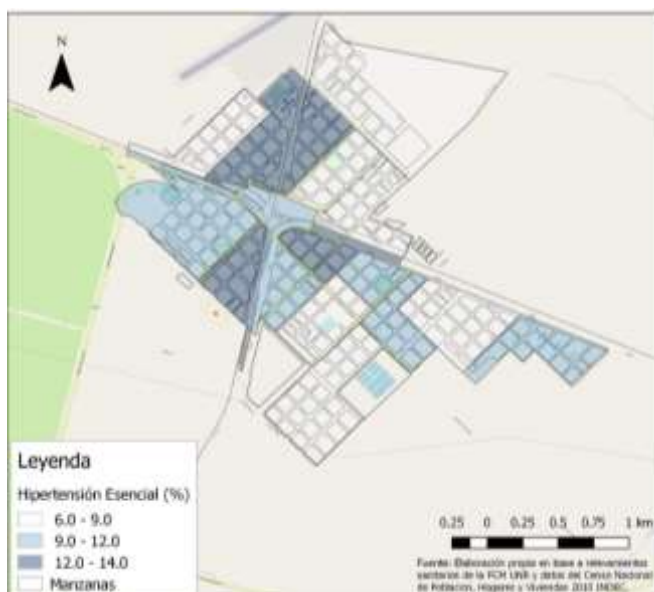 N
Leyenda
Hipertensión Esencial (%)
6.0 - 9.0
9.0 - 12.0
12.0 - 14.0
Manzanas
0.25 0 0.25 0.5 0.75 1 km
Fuente: Elaboración propia en base a relevamientos
sanitarios de la FCM UNR y datos del Censo Nacional
de Población, Hogares y Viviendas 2010 INDEC.